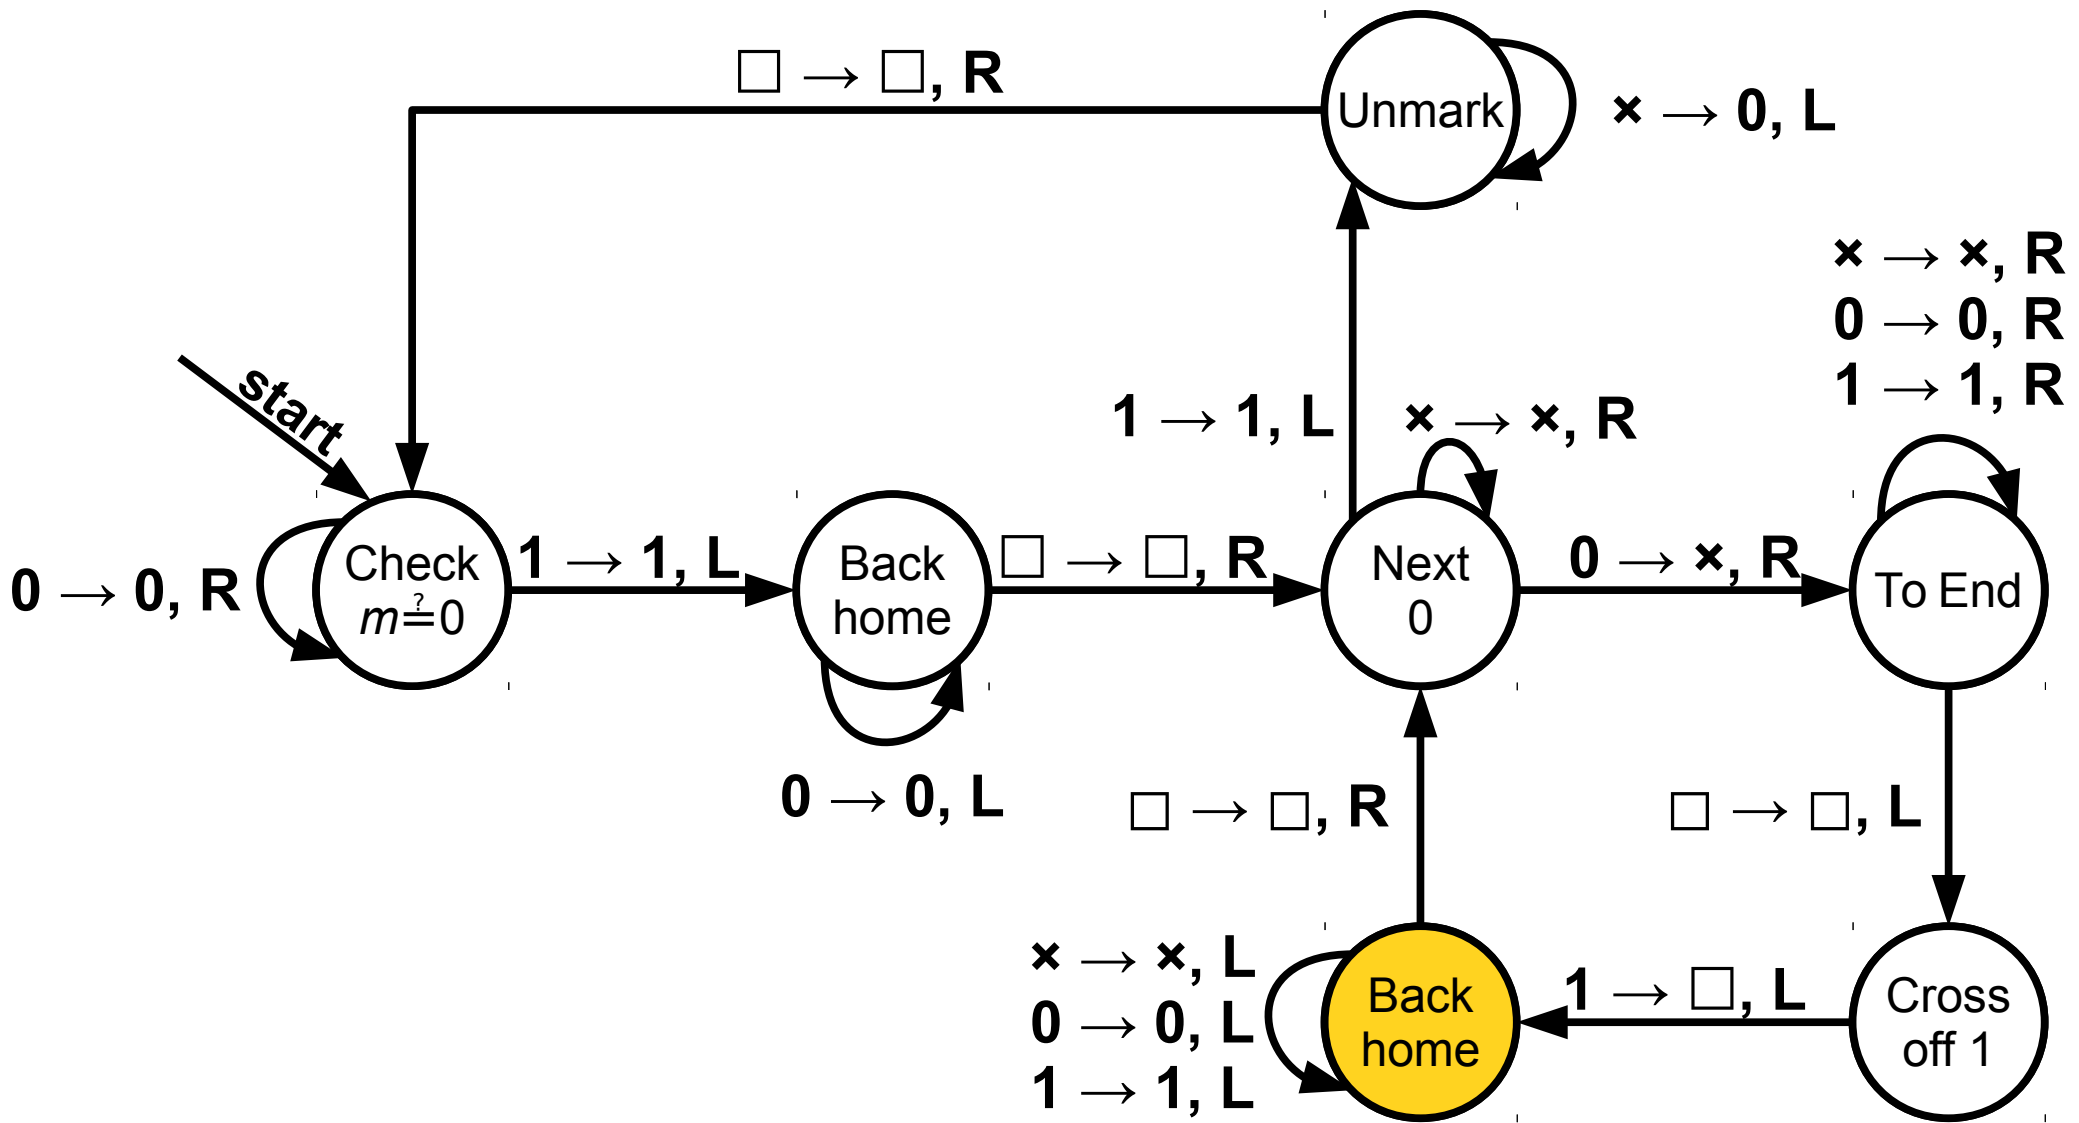 □ → □, R
Unmark
× → 0, L
× → ×, R
0 → 0, R
1 → 1, R
start
1 → 1, L
× → ×, R
0 → 0, R
Check
m ≟ 0
1 → 1, L
Back
home
□ → □, R
Next
0
0 → ×, R
To End
0 → 0, L
□ → □, R
□ → □, L
× → ×, L
0 → 0, L
1 → 1, L
Back
home
1 → □, L
Cross
off 1